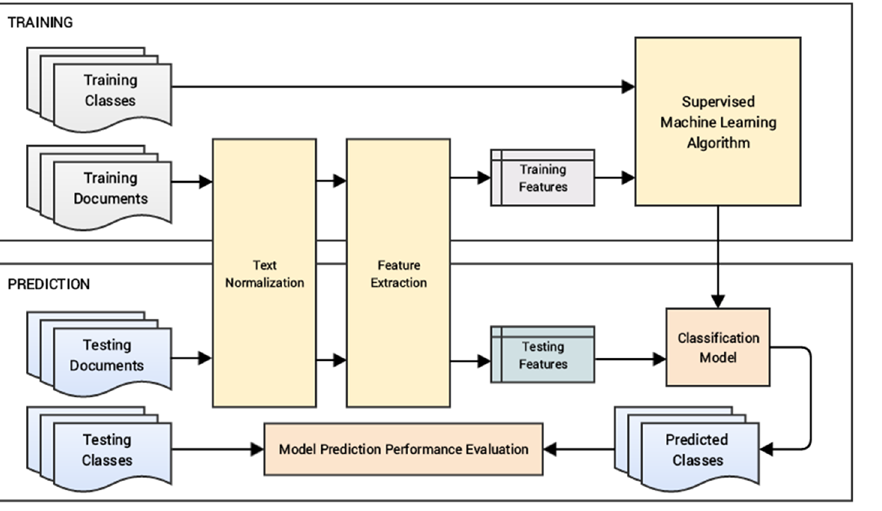 TRAINING
Training
Classes
Supervised
Machine Learning
Algorithm
Training
Documents
Training
Features
Text
Normalization
Feature
Extraction
PREDICTION
Testing
Documents
Testing
Features
Classification
Model
Testing
Classes
Model Prediction Performance Evaluation
Predicted
Classes